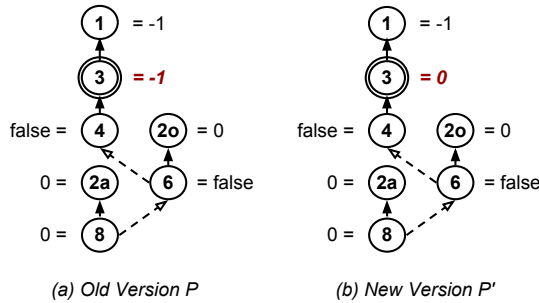 1 = -1 1 = -1
3 = -1 3 = 0
false = 4 2o = 0 false = 4 2o = 0
0 = 2a 6 = false 0 = 2a 6 = false
0 = 8 0 = 8
(a) Old Version P (b) New Version P'